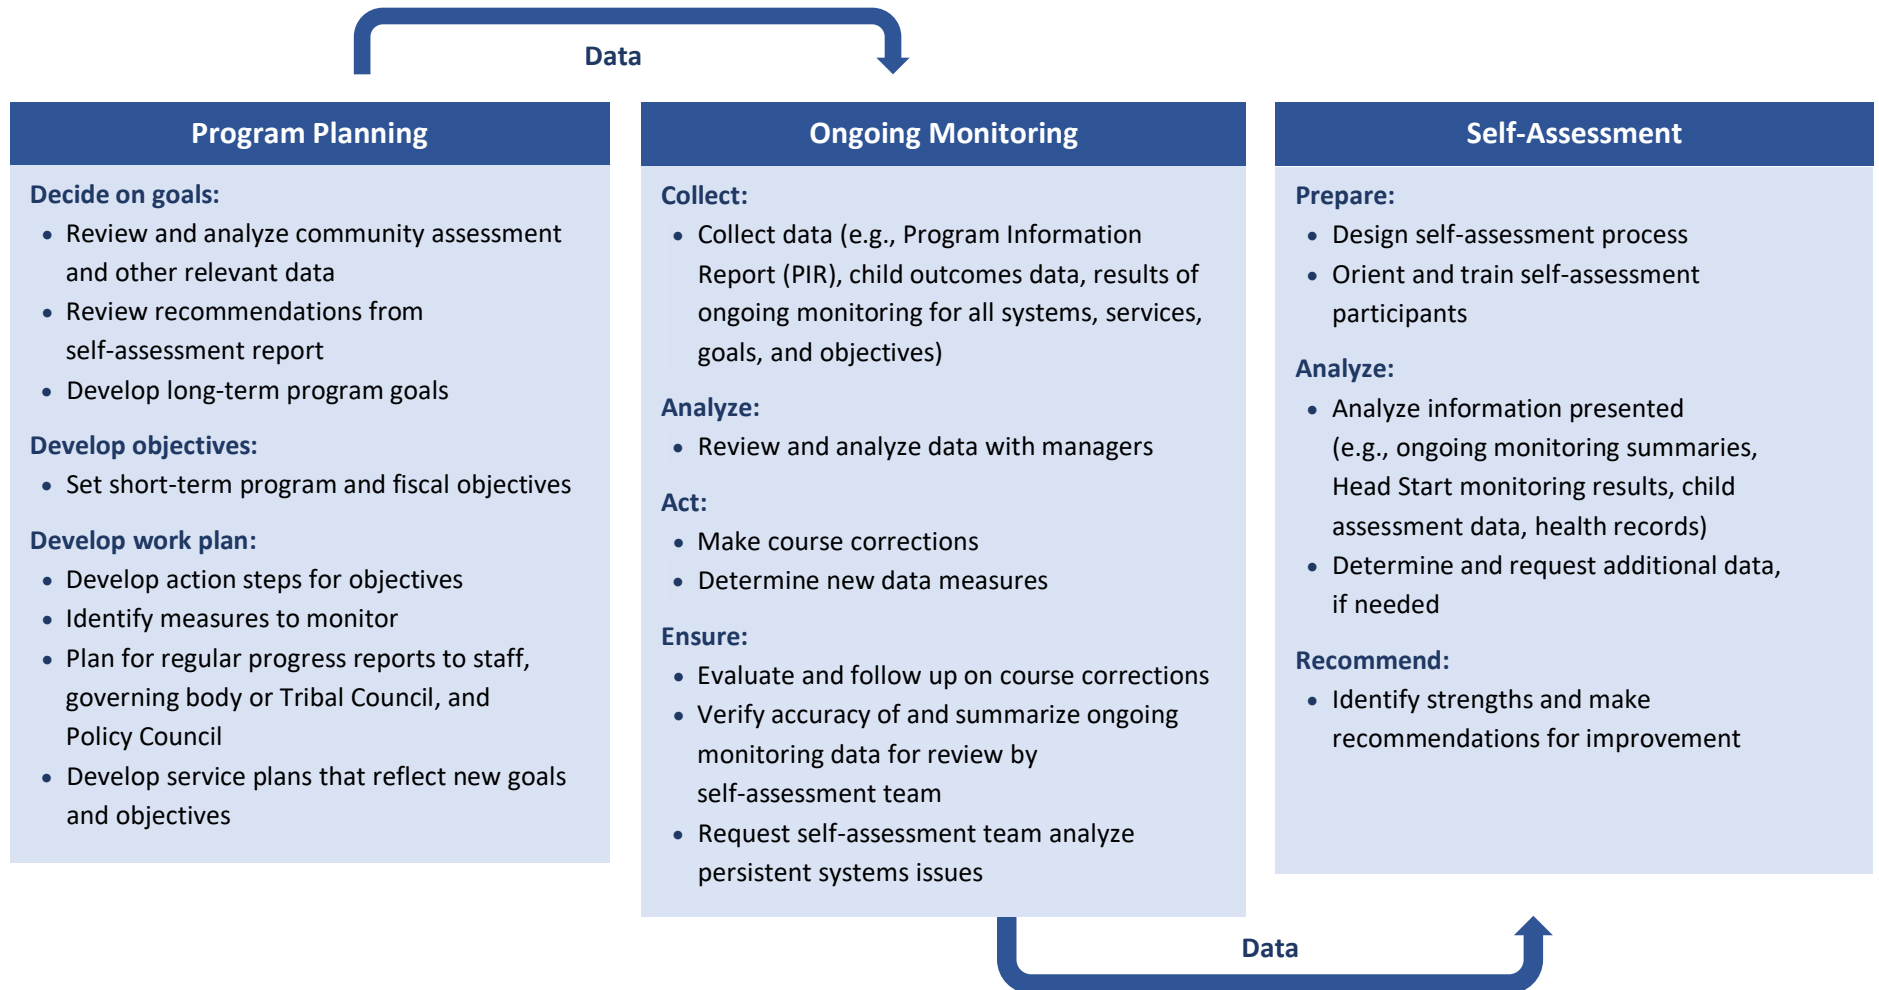 Data
Program Planning
Decide on goals:
• Review and analyze community assessment
and other relevant data
• Review recommendations from
self-assessment report
• Develop long-term program goals
Develop objectives:
• Set short-term program and fiscal objectives
Develop work plan:
• Develop action steps for objectives
• Identify measures to monitor
• Plan for regular progress reports to staff,
governing body or Tribal Council, and
Policy Council
• Develop service plans that reflect new goals
and objectives
Ongoing Monitoring
Collect:
• Collect data (e.g., Program Information
Report (PIR), child outcomes data, results of
ongoing monitoring for all systems, services,
goals, and objectives)
Analyze:
• Review and analyze data with managers
Act:
• Make course corrections
• Determine new data measures
Ensure:
• Evaluate and follow up on course corrections
• Verify accuracy of and summarize ongoing
monitoring data for review by
self-assessment team
• Request self-assessment team analyze
persistent systems issues
Self-Assessment
Prepare:
• Design self-assessment process
• Orient and train self-assessment
participants
Analyze:
• Analyze information presented
(e.g., ongoing monitoring summaries,
Head Start monitoring results, child
assessment data, health records)
• Determine and request additional data,
if needed
Recommend:
• Identify strengths and make
recommendations for improvement
Data